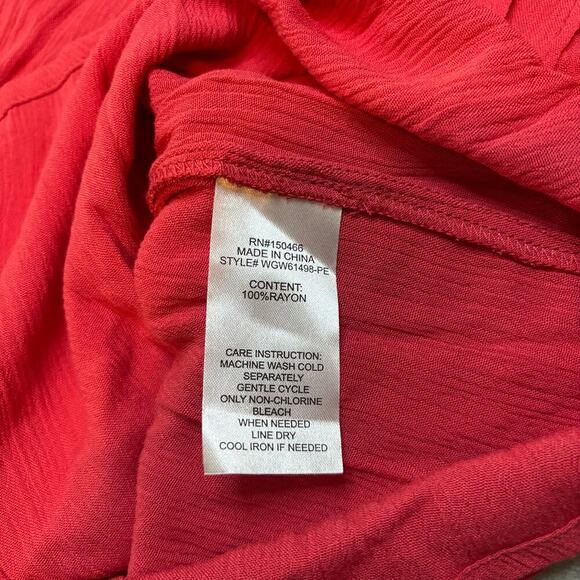 RN#150466
MADE IN CHINA
STYLE# WGW61498-PE
CONTENT:
100%RAYON
CARE INSTRUCTION:
MACHINE WASH COLD
SEPARATELY
GENTLE CYCLE
ONLY NON-CHLORINE
BLEACH
WHEN NEEDED
LINE DRY
COOL IRON IF NEEDED